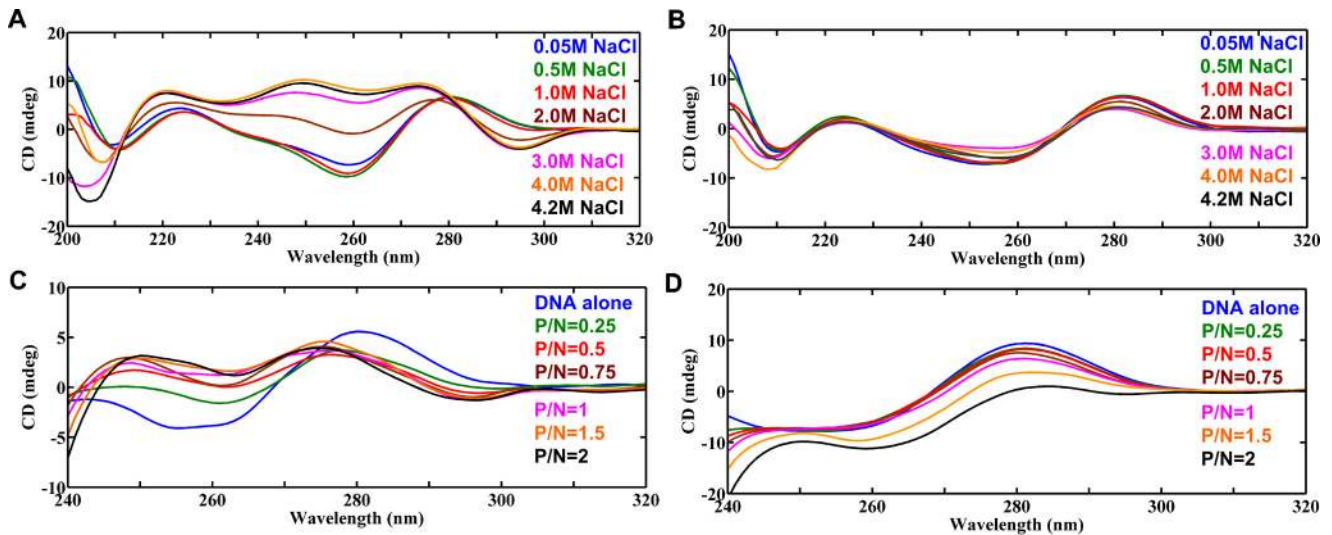 A
20
10
0
-10
-20
CD (mdeg)
200 220 240 260 280 300 320
Wavelength (nm)
0.05M NaCl
0.5M NaCl
1.0M NaCl
2.0M NaCl
3.0M NaCl
4.0M NaCl
4.2M NaCl
B
20
10
0
-10
-20
CD (mdeg)
200 220 240 260 280 300 320
Wavelength (nm)
0.05M NaCl
0.5M NaCl
1.0M NaCl
2.0M NaCl
3.0M NaCl
4.0M NaCl
4.2M NaCl
C
10
5
0
-5
10
CD (mdeg)
240 260 280 300 320
Wavelength (nm)
DNA alone
P/N=0.25
P/N=0.5
P/N=0.75
P/N=1
P/N=1.5
P/N=2
D
20
10
0
-10
-20
CD (mdeg)
240 260 280 300 320
Wavelength (nm)
DNA alone
P/N=0.25
P/N=0.5
P/N=0.75
P/N=1
P/N=1.5
P/N=2